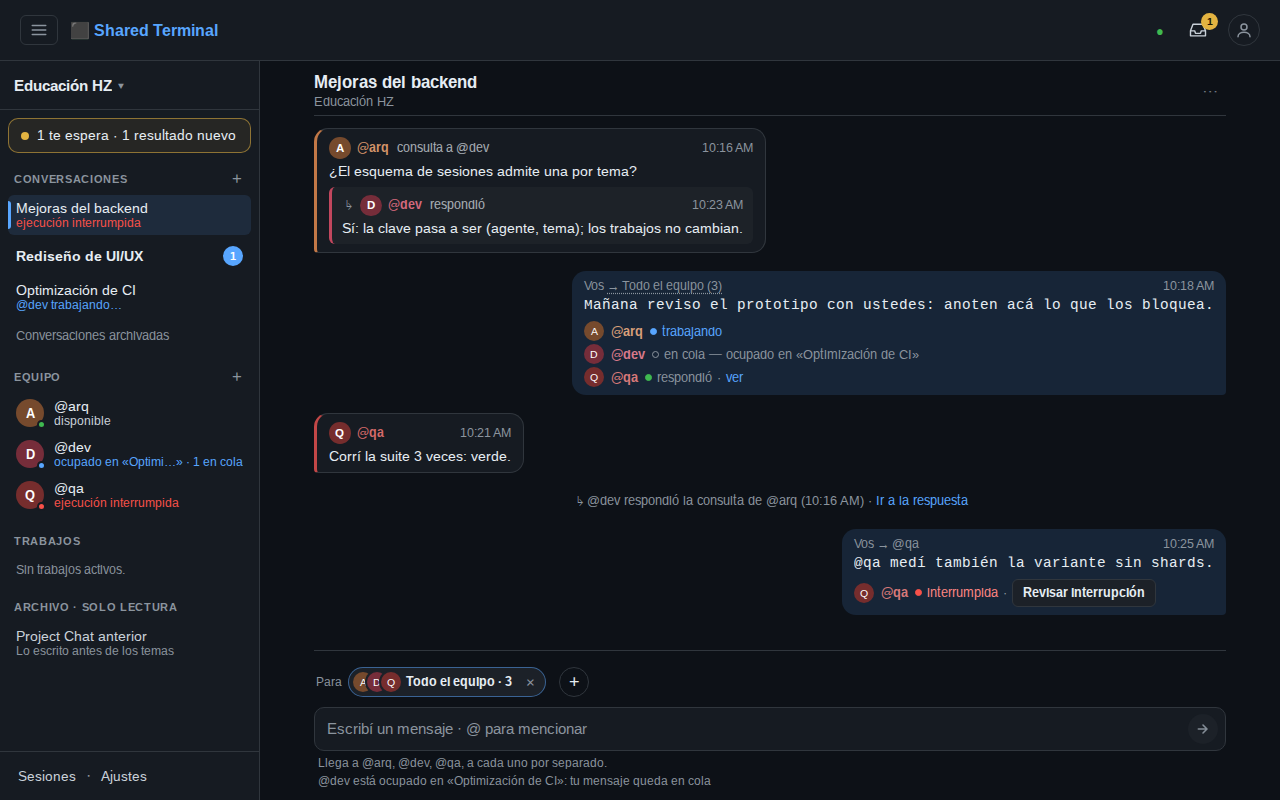 Shared Terminal
1
Educación HZ ▾
1 te espera · 1 resultado nuevo
CONVERSACIONES +
Mejoras del backend
ejecución interrumpida
Rediseño de UI/UX 1
Optimización de CI
@dev trabajando…
Conversaciones archivadas
EQUIPO +
A @arq
disponible
D @dev
ocupado en «Optimi…» · 1 en cola
Q @qa
ejecución interrumpida
TRABAJOS
Sin trabajos activos.
ARCHIVO · SOLO LECTURA
Project Chat anterior
Lo escrito antes de los temas
Sesiones · Ajustes
Mejoras del backend
Educación HZ
···
A @arq consulta a @dev 10:16 AM
¿El esquema de sesiones admite una por tema?
↳ D @dev respondió 10:23 AM
Sí: la clave pasa a ser (agente, tema); los trabajos no cambian.
Vos → Todo el equipo (3) 10:18 AM
Mañana reviso el prototipo con ustedes: anoten acá lo que los bloquea.
A @arq trabajando
D @dev en cola — ocupado en «Optimización de CI»
Q @qa respondió · ver
Q @qa 10:21 AM
Corrí la suite 3 veces: verde.
↳ @dev respondió la consulta de @arq (10:16 AM) · Ir a la respuesta
Vos → @qa 10:25 AM
@qa medí también la variante sin shards.
Q @qa Interrumpida · Revisar Interrupción
Para A D Q Todo el equipo · 3 × +
Escribí un mensaje · @ para mencionar
Llega a @arq, @dev, @qa, a cada uno por separado.
@dev está ocupado en «Optimización de CI»: tu mensaje queda en cola